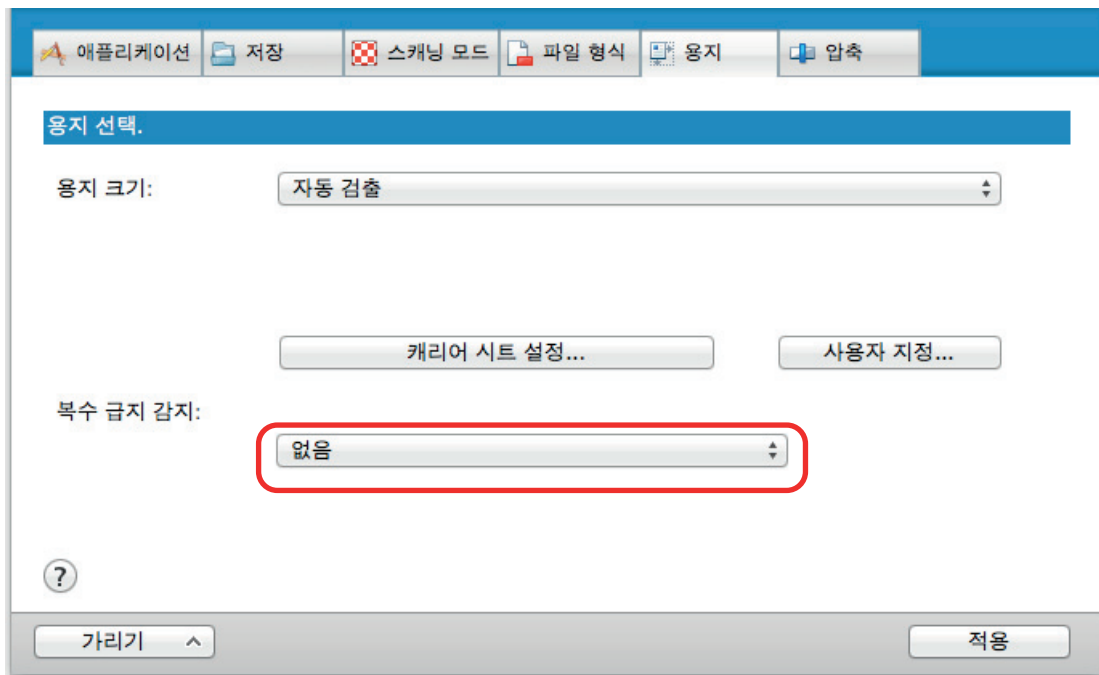 애플리케이션 저장 스캐닝 모드 파일 형식 용지 압축
용지 선택.
용지 크기: 자동 검출
캐리어 시트 설정... 사용자 지정...
복수 급지 감지:
없음
?
가리기 적용